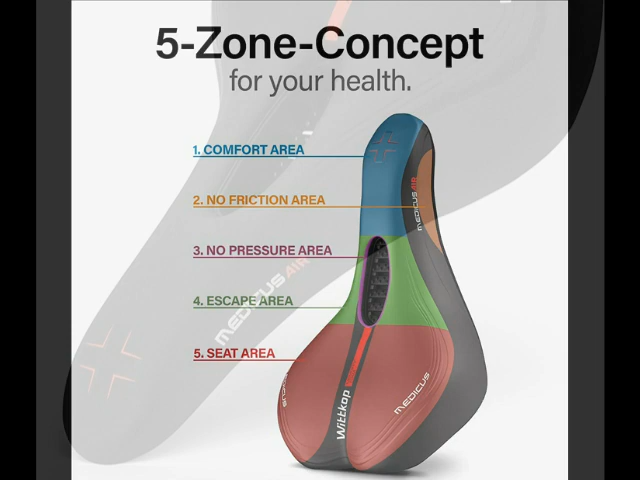 5-Zone-Concept
for your health.
1. COMFORT AREA
2. NO FRICTION AREA
MEDICUS AIR
3. NO PRESSURE AREA
4. ESCAPE AREA
MEDICUS AIR
5. SEAT AREA
MEDICUS
MEDICUS
Wittkop